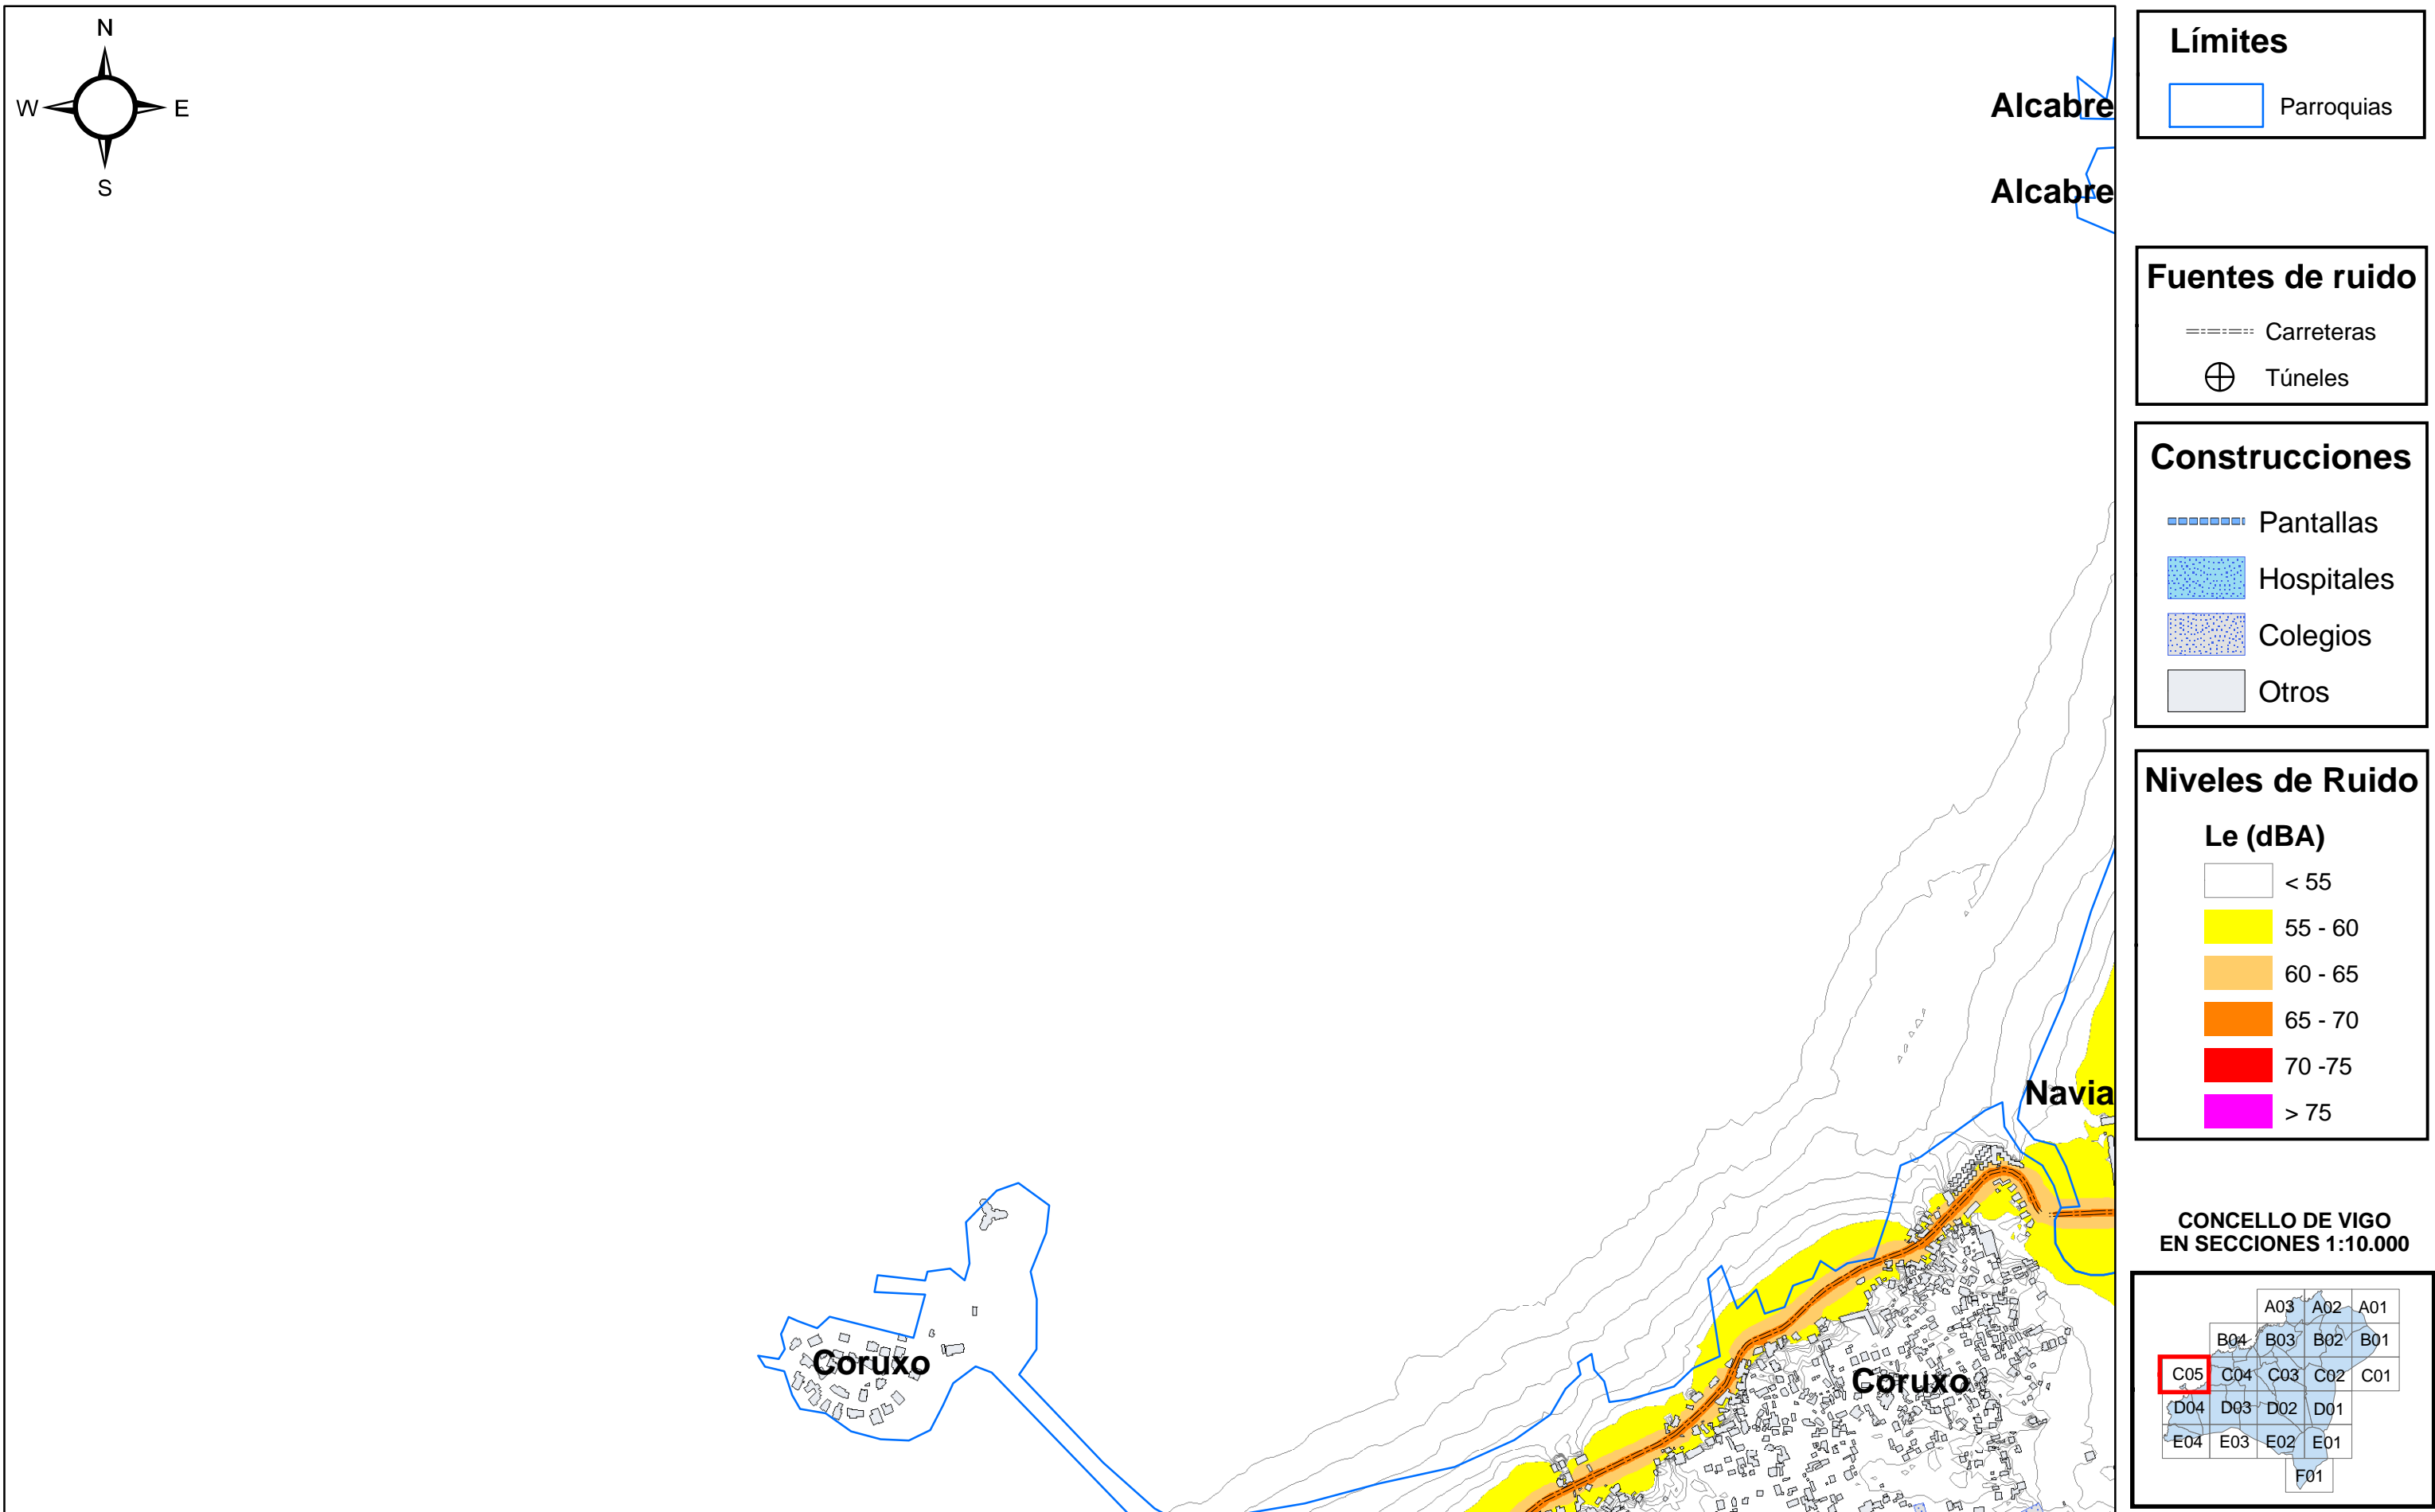 N
W
E
S
Alcabre
Alcabre
Navia
Coruxo
Coruxo
Límites
Parroquias
Fuentes de ruido
Carreteras
Túneles
Construcciones
Pantallas
Hospitales
Colegios
Otros
Niveles de Ruido
Le (dBA)
< 55
55 - 60
60 - 65
65 - 70
70 -75
> 75
CONCELLO DE VIGO
EN SECCIONES 1:10.000
A03 A02 A01
B04 B03 B02 B01
C05 C04 C03 C02 C01
D04 D03 D02 D01
E04 E03 E02 E01
F01